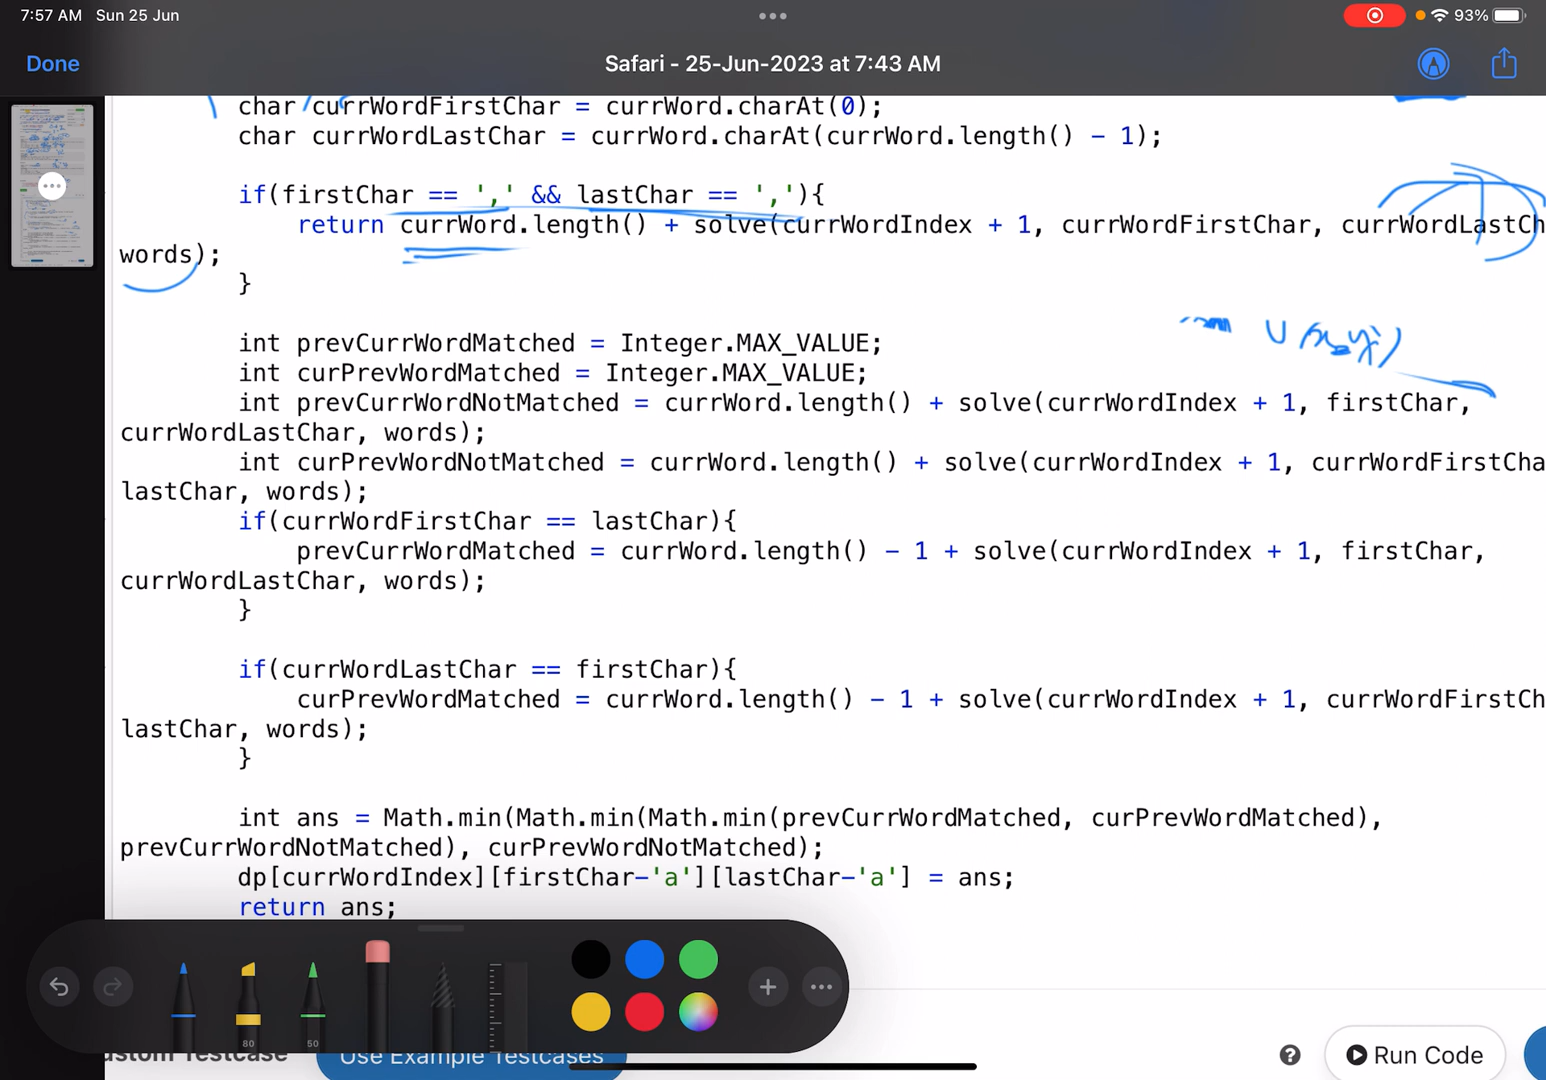 7:57 AM Sun 25 Jun
93%
Done
Safari - 25-Jun-2023 at 7:43 AM
char currWordFirstChar = currWord.charAt(0);
char currWordLastChar = currWord.charAt(currWord.length() - 1);
if(firstChar == ',' && lastChar == ','){
return currWord.length() + solve(currWordIndex + 1, currWordFirstChar, currWordLastCh
words);
}
int prevCurrWordMatched = Integer.MAX_VALUE;
int curPrevWordMatched = Integer.MAX_VALUE;
int prevCurrWordNotMatched = currWord.length() + solve(currWordIndex + 1, firstChar,
currWordLastChar, words);
int curPrevWordNotMatched = currWord.length() + solve(currWordIndex + 1, currWordFirstCha
lastChar, words);
if(currWordFirstChar == lastChar){
prevCurrWordMatched = currWord.length() - 1 + solve(currWordIndex + 1, firstChar,
currWordLastChar, words);
}
if(currWordLastChar == firstChar){
curPrevWordMatched = currWord.length() - 1 + solve(currWordIndex + 1, currWordFirstCh
lastChar, words);
}
int ans = Math.min(Math.min(Math.min(prevCurrWordMatched, curPrevWordMatched),
prevCurrWordNotMatched), curPrevWordNotMatched);
dp[currWordIndex][firstChar-'a'][lastChar-'a'] = ans;
return ans;
80
50
ustom Testcase
Use Example Testcases
? Run Code